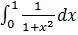 ∫₀¹ 1/(1+x²) dx